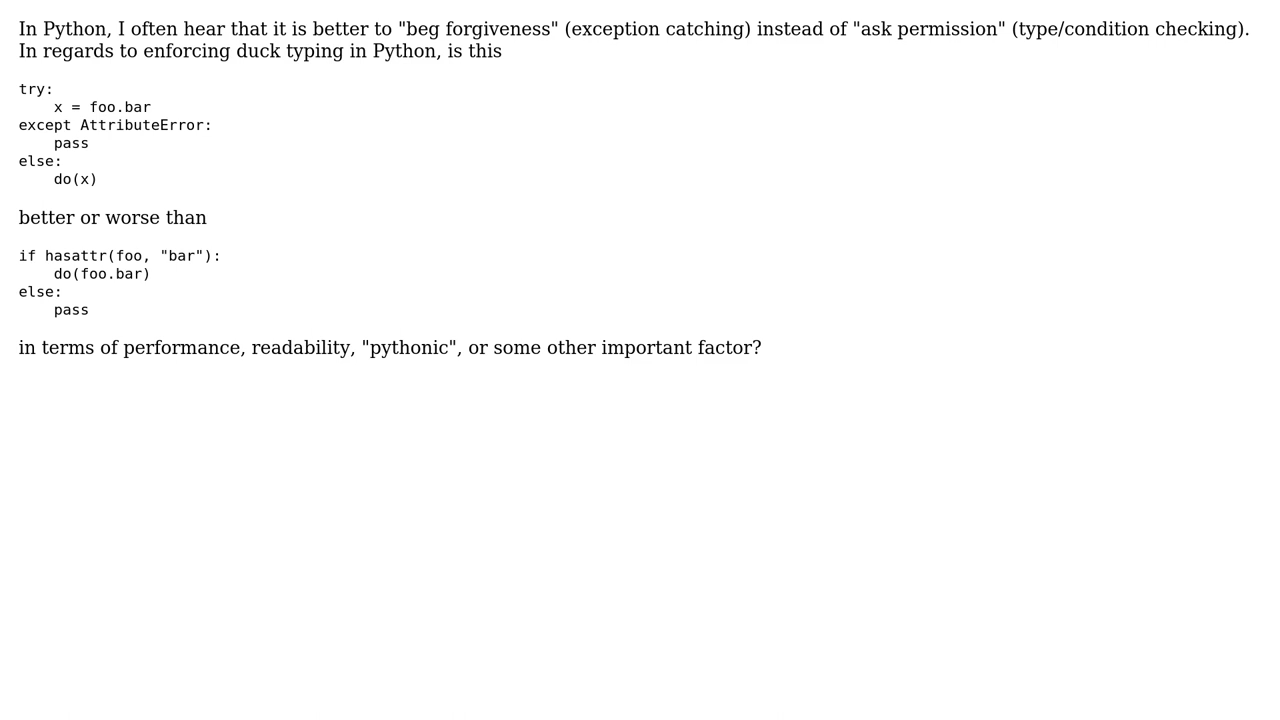 In Python, I often hear that it is better to "beg forgiveness" (exception catching) instead of "ask permission" (type/condition checking).
In regards to enforcing duck typing in Python, is this
try:
    x = foo.bar
except AttributeError:
    pass
else:
    do(x)
better or worse than
if hasattr(foo, "bar"):
    do(foo.bar)
else:
    pass
in terms of performance, readability, "pythonic", or some other important factor?